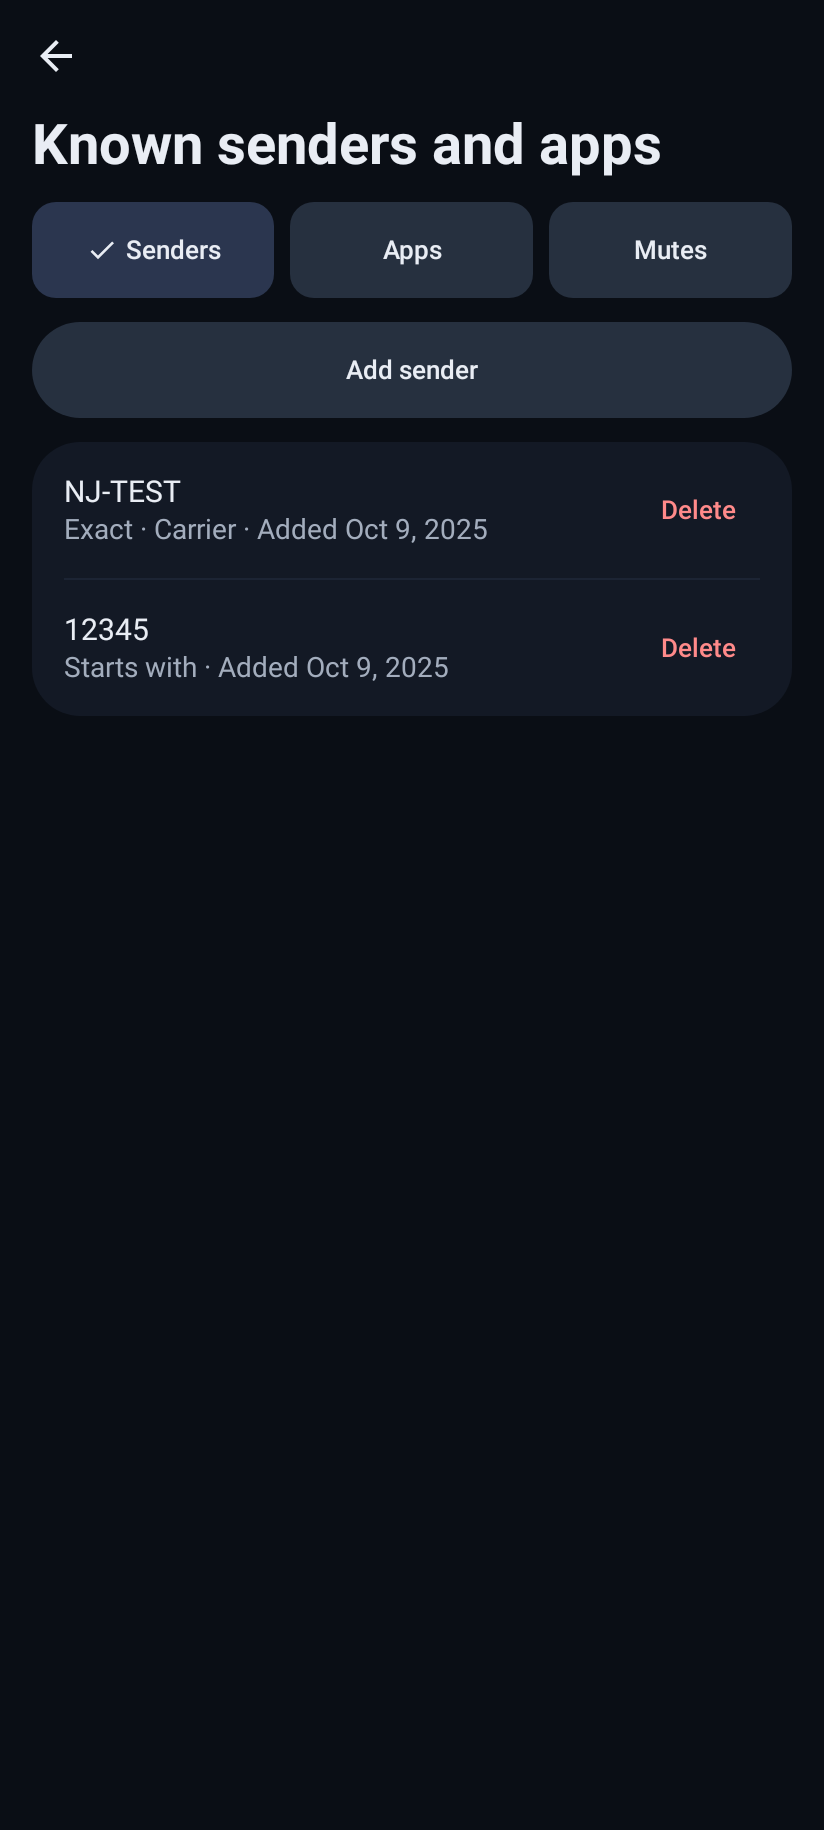 Known senders and apps
Senders
Apps
Mutes
Add sender
NJ-TEST
Exact · Carrier · Added Oct 9, 2025
Delete
12345
Starts with · Added Oct 9, 2025
Delete